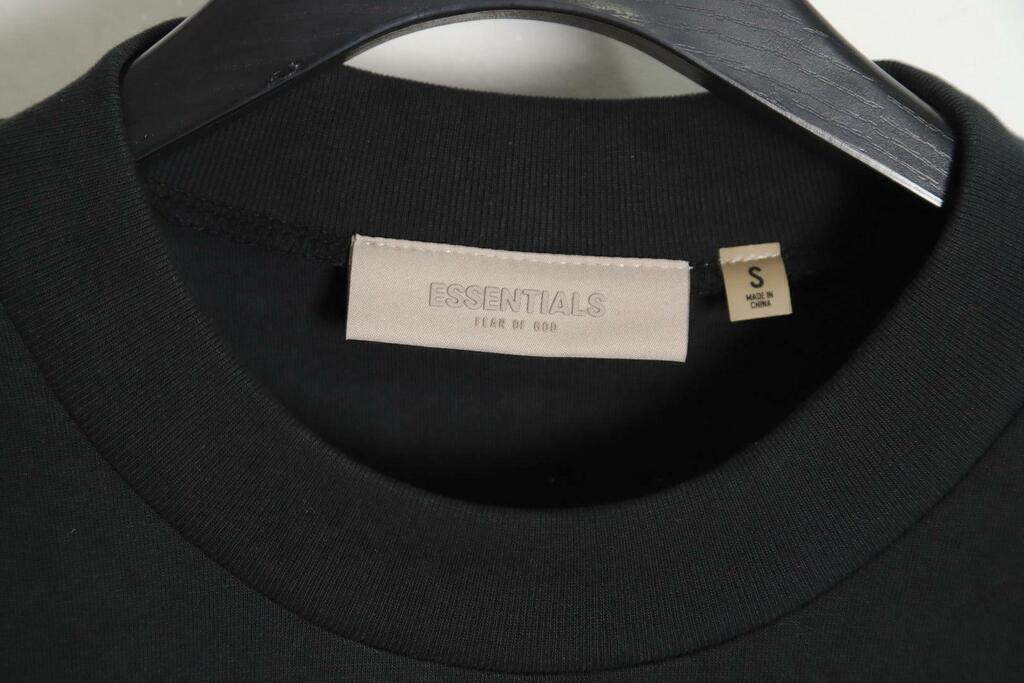 ESSENTIALS
FEAR OF GOD
S
MADE IN
CHINA